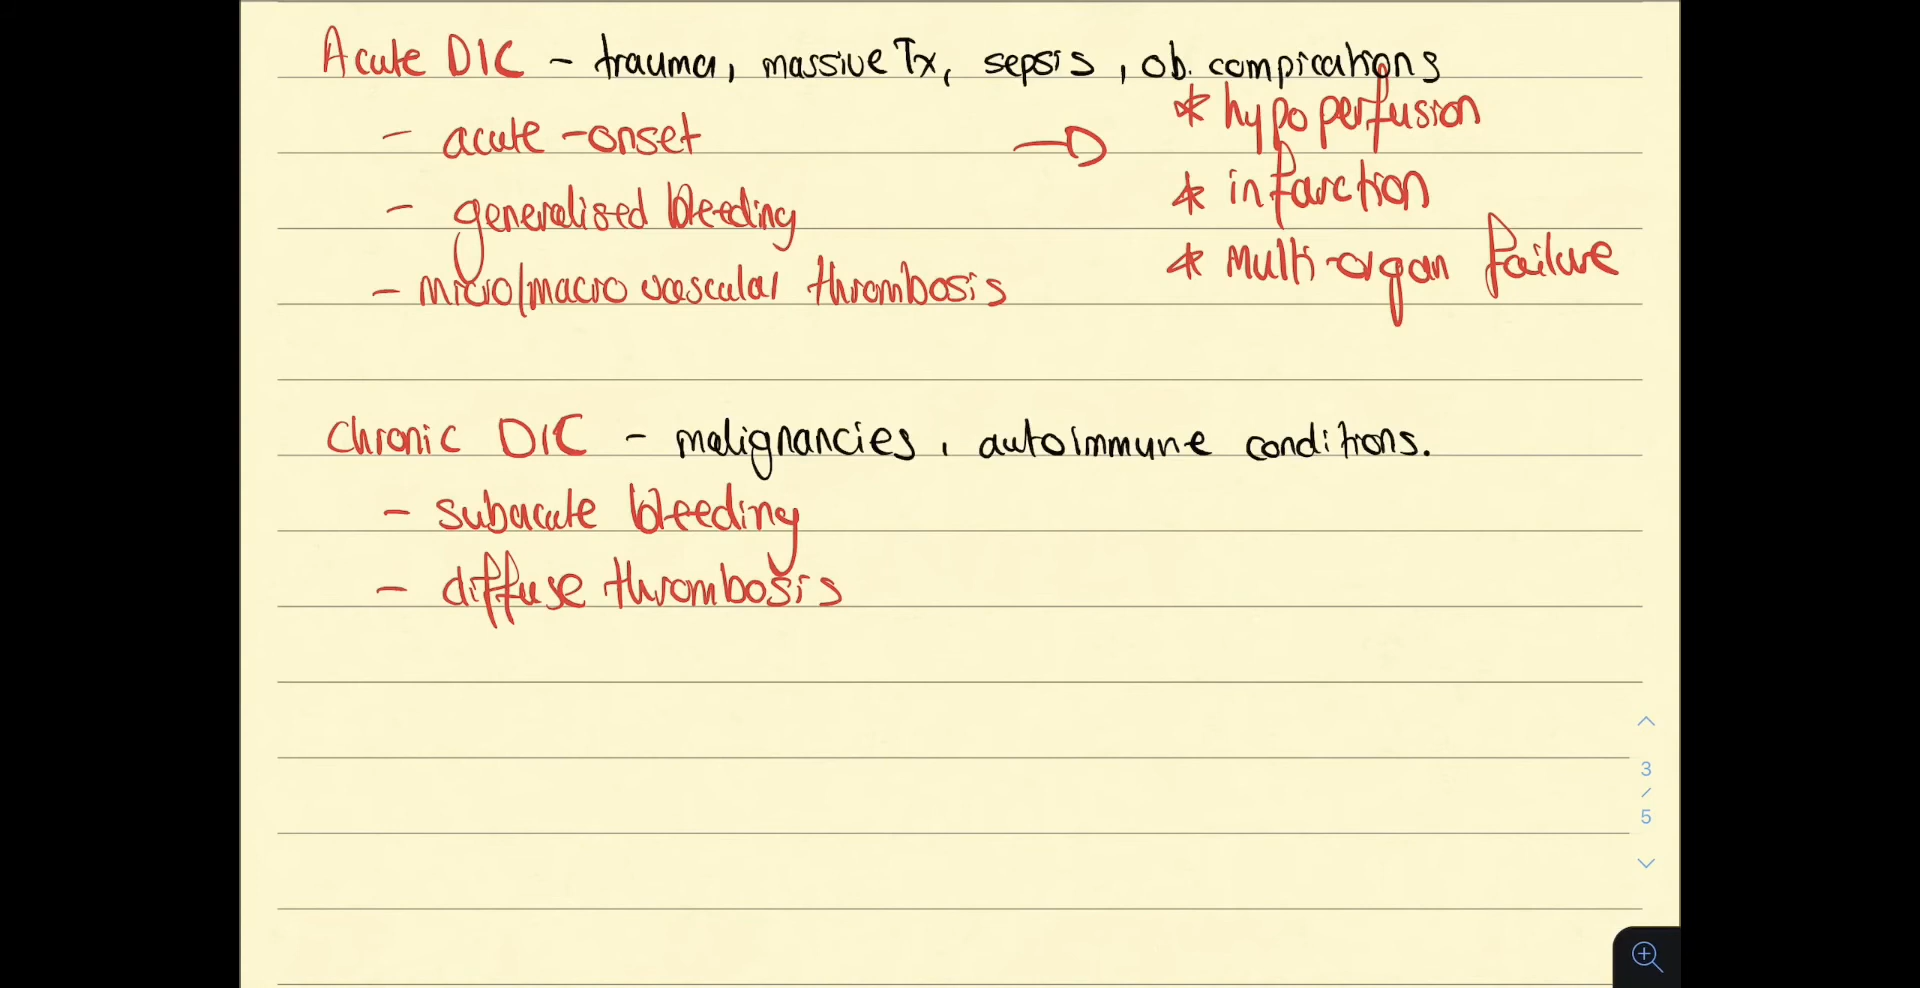 Acute DIC - trauma, massive Tx, sepsis, ob. complications
- acute-onset
- generalised bleeding
- micro/macro vascular thrombosis
* hypoperfusion
* infarction
* multi-organ failure
Chronic DIC - malignancies, autoimmune conditions.
- subacute bleeding
- diffuse thrombosis
3
/
5